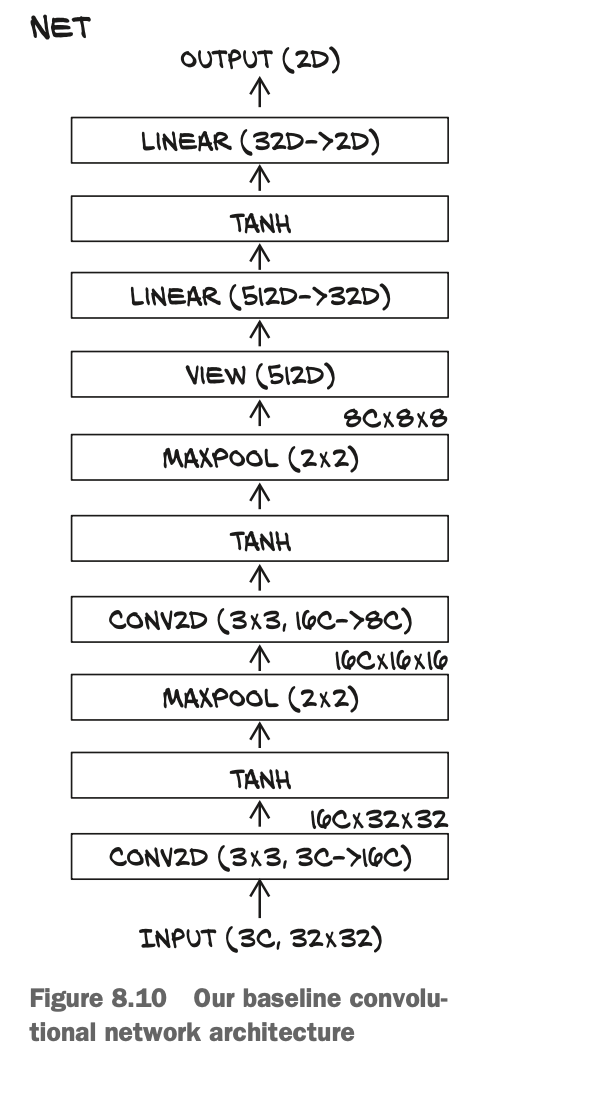 NET
OUTPUT (2D)
LINEAR (32D->2D)
TANH
LINEAR (512D->32D)
VIEW (512D)
8CX8X8
MAXPOOL (2X2)
TANH
CONV2D (3X3, 16C->8C)
16CX16X16
MAXPOOL (2X2)
TANH
16CX32X32
CONV2D (3X3, 3C->16C)
INPUT (3C, 32X32)
Figure 8.10 Our baseline convolu-
tional network architecture